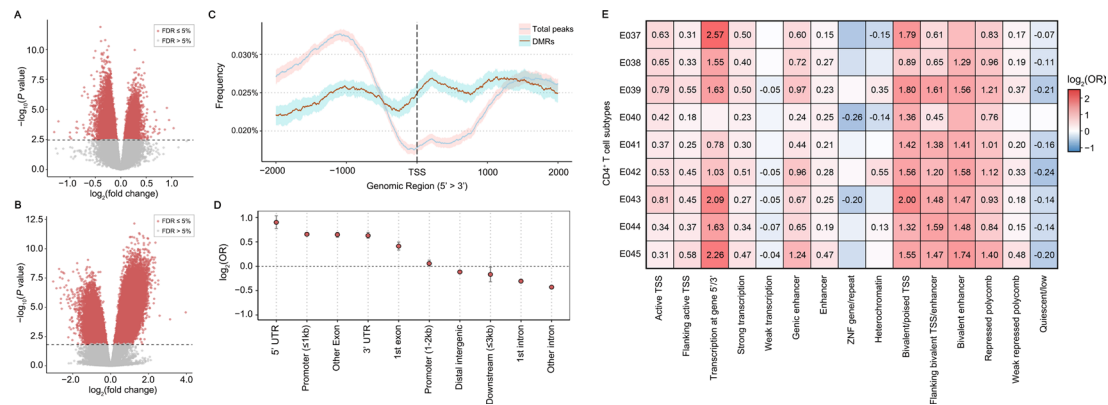 A
FDR ≤ 5%
FDR > 5%
−log₁₀(P value)
10.0
7.5
5.0
2.5
0.0
−1.0
−0.5
0.0
0.5
1.0
log₂(fold change)
B
FDR ≤ 5%
FDR > 5%
−log₁₀(P value)
12.5
10.0
7.5
5.0
2.5
0.0
−2.0
0.0
2.0
4.0
log₂(fold change)
C
Total peaks
DMRs
Frequency
0.030%
0.025%
0.020%
−2000
−1000
TSS
1000
2000
Genomic Region (5' > 3')
D
log₂(OR)
1.0
0.5
0.0
−0.5
−1.0
5' UTR
Promoter (≤1kb)
Other Exon
3' UTR
1st exon
Promoter (1-2kb)
Distal intergenic
Downstream (≤3kb)
1st intron
Other intron
E
CD4⁺ T cell subtypes
E037 0.63 0.31 2.57 0.50 0.60 0.15 -0.15 1.79 0.61 0.83 0.17 -0.07
E038 0.65 0.33 1.55 0.40 0.72 0.27 0.89 0.65 1.29 0.96 0.19 -0.11
E039 0.79 0.55 1.63 0.50 -0.05 0.97 0.23 0.35 1.80 1.61 1.56 1.21 0.37 -0.21
E040 0.42 0.18 0.23 0.24 0.25 -0.26 -0.14 1.36 0.45 0.76
E041 0.37 0.25 0.78 0.30 0.44 0.21 1.42 1.38 1.41 0.41 -0.16
E042 0.53 0.45 1.03 0.51 -0.05 0.96 0.28 0.55 1.56 1.20 1.58 1.12 0.33 -0.24
E043 0.81 0.45 2.09 0.27 -0.05 0.67 0.23 -0.20 2.00 1.48 1.47 0.93 0.18 -0.14
E044 0.34 0.37 1.63 0.34 -0.07 0.65 0.19 0.13 1.32 1.59 1.48 0.84 0.15 -0.14
E045 0.31 0.58 2.26 0.47 -0.04 1.24 0.47 1.55 1.47 1.74 1.40 0.48 -0.20
Active TSS
Flanking active TSS
Transcription at gene 5'/3'
Strong transcription
Weak transcription
Genic enhancer
Enhancer
ZNF gene/repeat
Heterochromatin
Bivalent/poised TSS
Flanking bivalent TSS/enhancer
Bivalent enhancer
Repressed polycomb
Weak repressed polycomb
Quiescent/low
log₂(OR)
2
1
0
−1